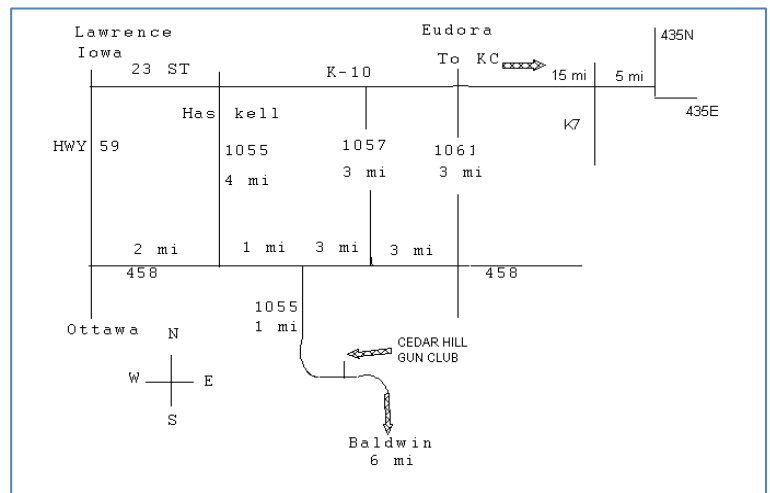 Lawrence
Iowa
Eudora
435N
23 ST
K-10
To KC
15 mi
5 mi
435E
Has kell
K7
HWY 59
1055
4 mi
1057
3 mi
1061
3 mi
2 mi
1 mi
3 mi
3 mi
458
458
1055
1 mi
Ottawa
N
W
E
S
CEDAR HILL
GUN CLUB
Baldwin
6 mi